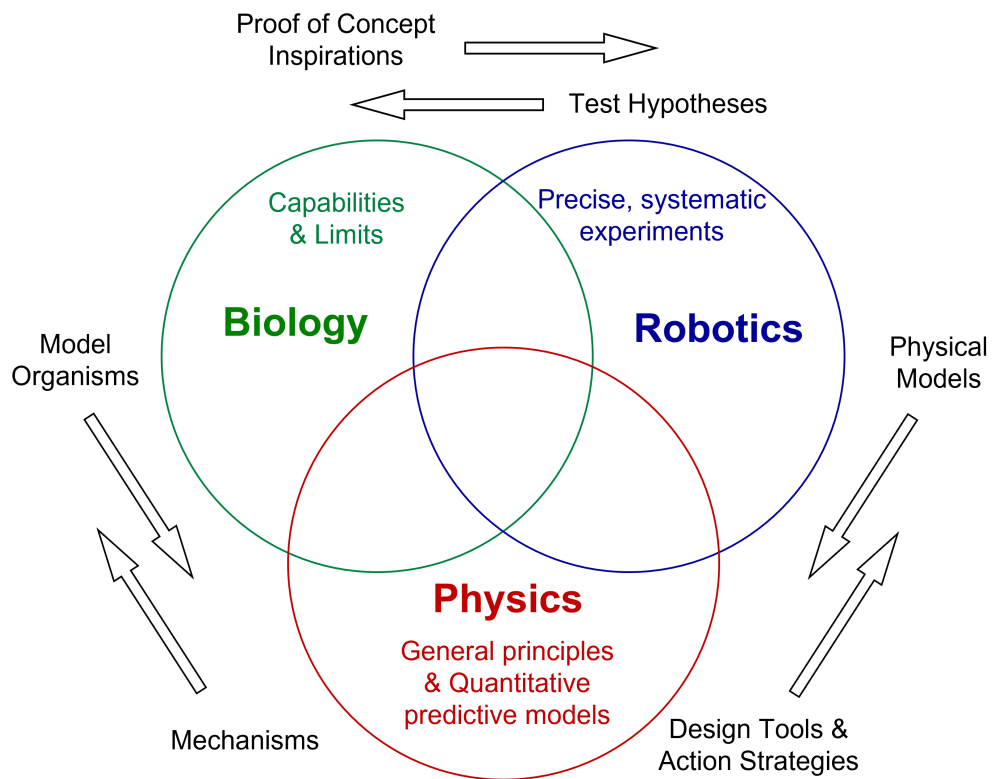 Proof of Concept
Inspirations
Test Hypotheses
Capabilities
& Limits
Precise, systematic
experiments
Biology
Robotics
Model
Organisms
Physical
Models
Physics
General principles
& Quantitative
predictive models
Mechanisms
Design Tools &
Action Strategies